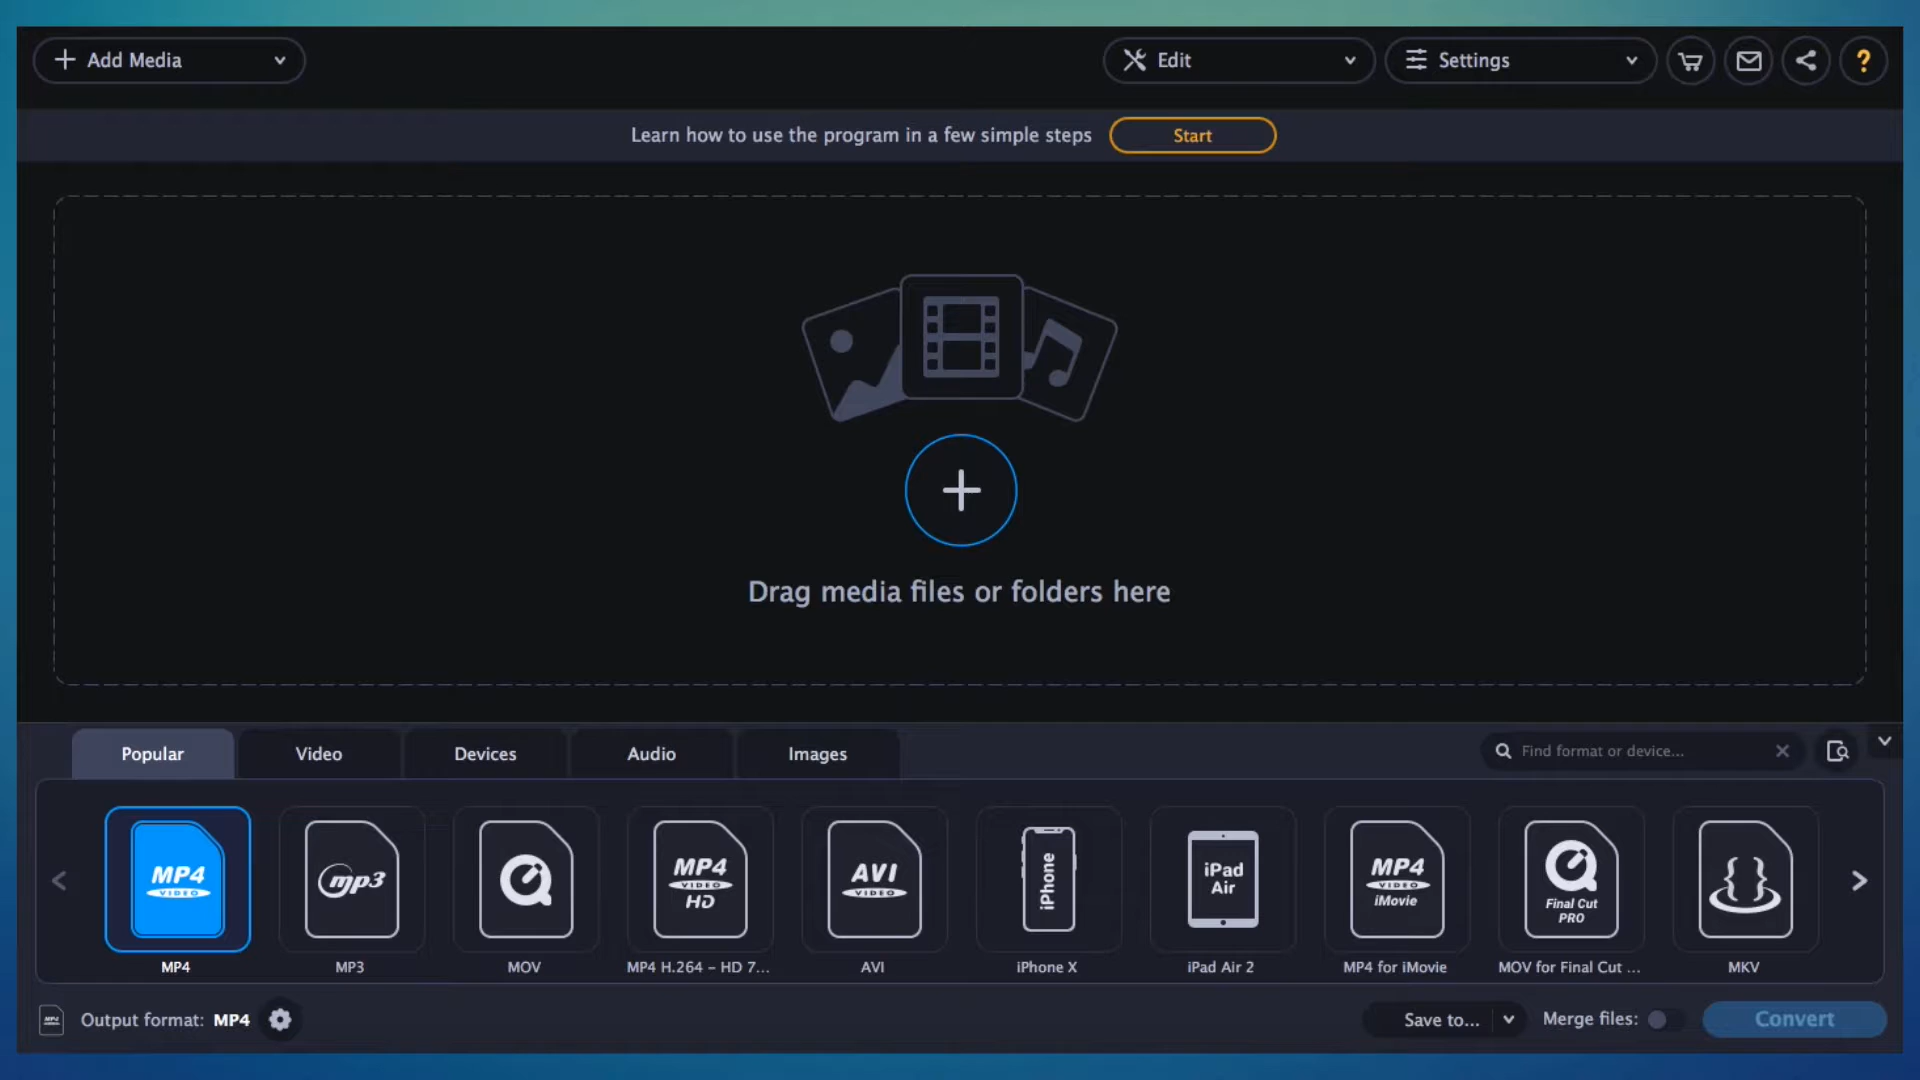 Add Media
Edit
Settings
?
Learn how to use the program in a few simple steps
Start
Drag media files or folders here
Popular
Video
Devices
Audio
Images
Find format or device...
MP4
VIDEO
mp3
MP4
VIDEO
HD
AVI
VIDEO
iPhone
iPad
Air
MP4
VIDEO
iMovie
Final Cut
PRO
{}
MP4
MP3
MOV
MP4 H.264 – HD 7...
AVI
iPhone X
iPad Air 2
MP4 for iMovie
MOV for Final Cut ...
MKV
Output format: MP4
Save to...
Merge files:
Convert